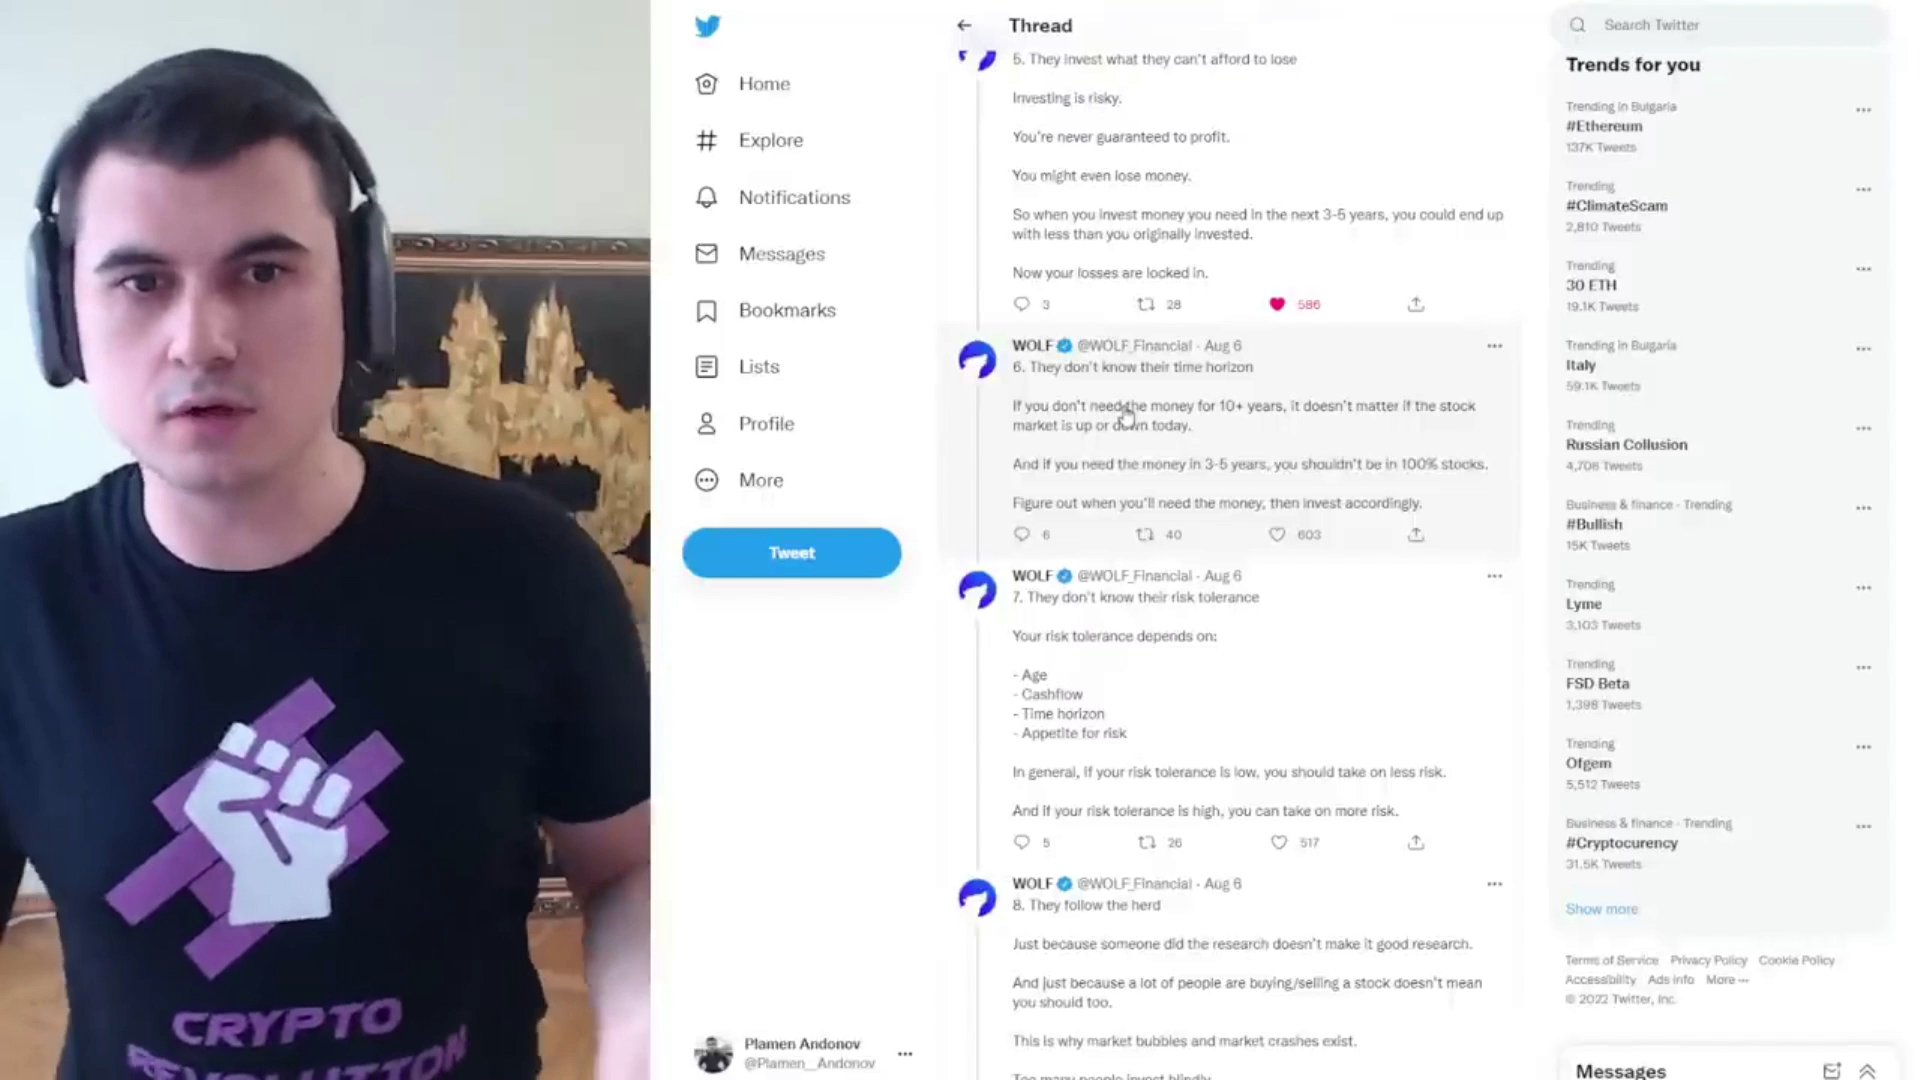 CRYPTO
REVOLUTION
Home
Explore
Notifications
Messages
Bookmarks
Lists
Profile
More
Tweet
Plamen Andonov
@Plamen__Andonov
Thread
5. They invest what they can't afford to lose
Investing is risky.
You're never guaranteed to profit.
You might even lose money.
So when you invest money you need in the next 3-5 years, you could end up
with less than you originally invested.
Now your losses are locked in.
3 28 586
WOLF @WOLF_Financial · Aug 6
6. They don't know their time horizon
If you don't need the money for 10+ years, it doesn't matter if the stock
market is up or down today.
And if you need the money in 3-5 years, you shouldn't be in 100% stocks.
Figure out when you'll need the money, then invest accordingly.
6 40 603
WOLF @WOLF_Financial · Aug 6
7. They don't know their risk tolerance
Your risk tolerance depends on:
- Age
- Cashflow
- Time horizon
- Appetite for risk
In general, if your risk tolerance is low, you should take on less risk.
And if your risk tolerance is high, you can take on more risk.
5 26 517
WOLF @WOLF_Financial · Aug 6
8. They follow the herd
Just because someone did the research doesn't make it good research.
And just because a lot of people are buying/selling a stock doesn't mean
you should too.
This is why market bubbles and market crashes exist.
Too many people invest blindly.
Search Twitter
Trends for you
Trending in Bulgaria
#Ethereum
137K Tweets
Trending
#ClimateScam
2,810 Tweets
Trending
30 ETH
19.1K Tweets
Trending in Bulgaria
Italy
59.1K Tweets
Trending
Russian Collusion
4,708 Tweets
Business & finance · Trending
#Bullish
15K Tweets
Trending
Lyme
3,103 Tweets
Trending
FSD Beta
1,398 Tweets
Trending
Ofgem
5,512 Tweets
Business & finance · Trending
#Cryptocurency
31.5K Tweets
Show more
Terms of Service Privacy Policy Cookie Policy
Accessibility Ads info More ···
© 2022 Twitter, Inc.
Messages